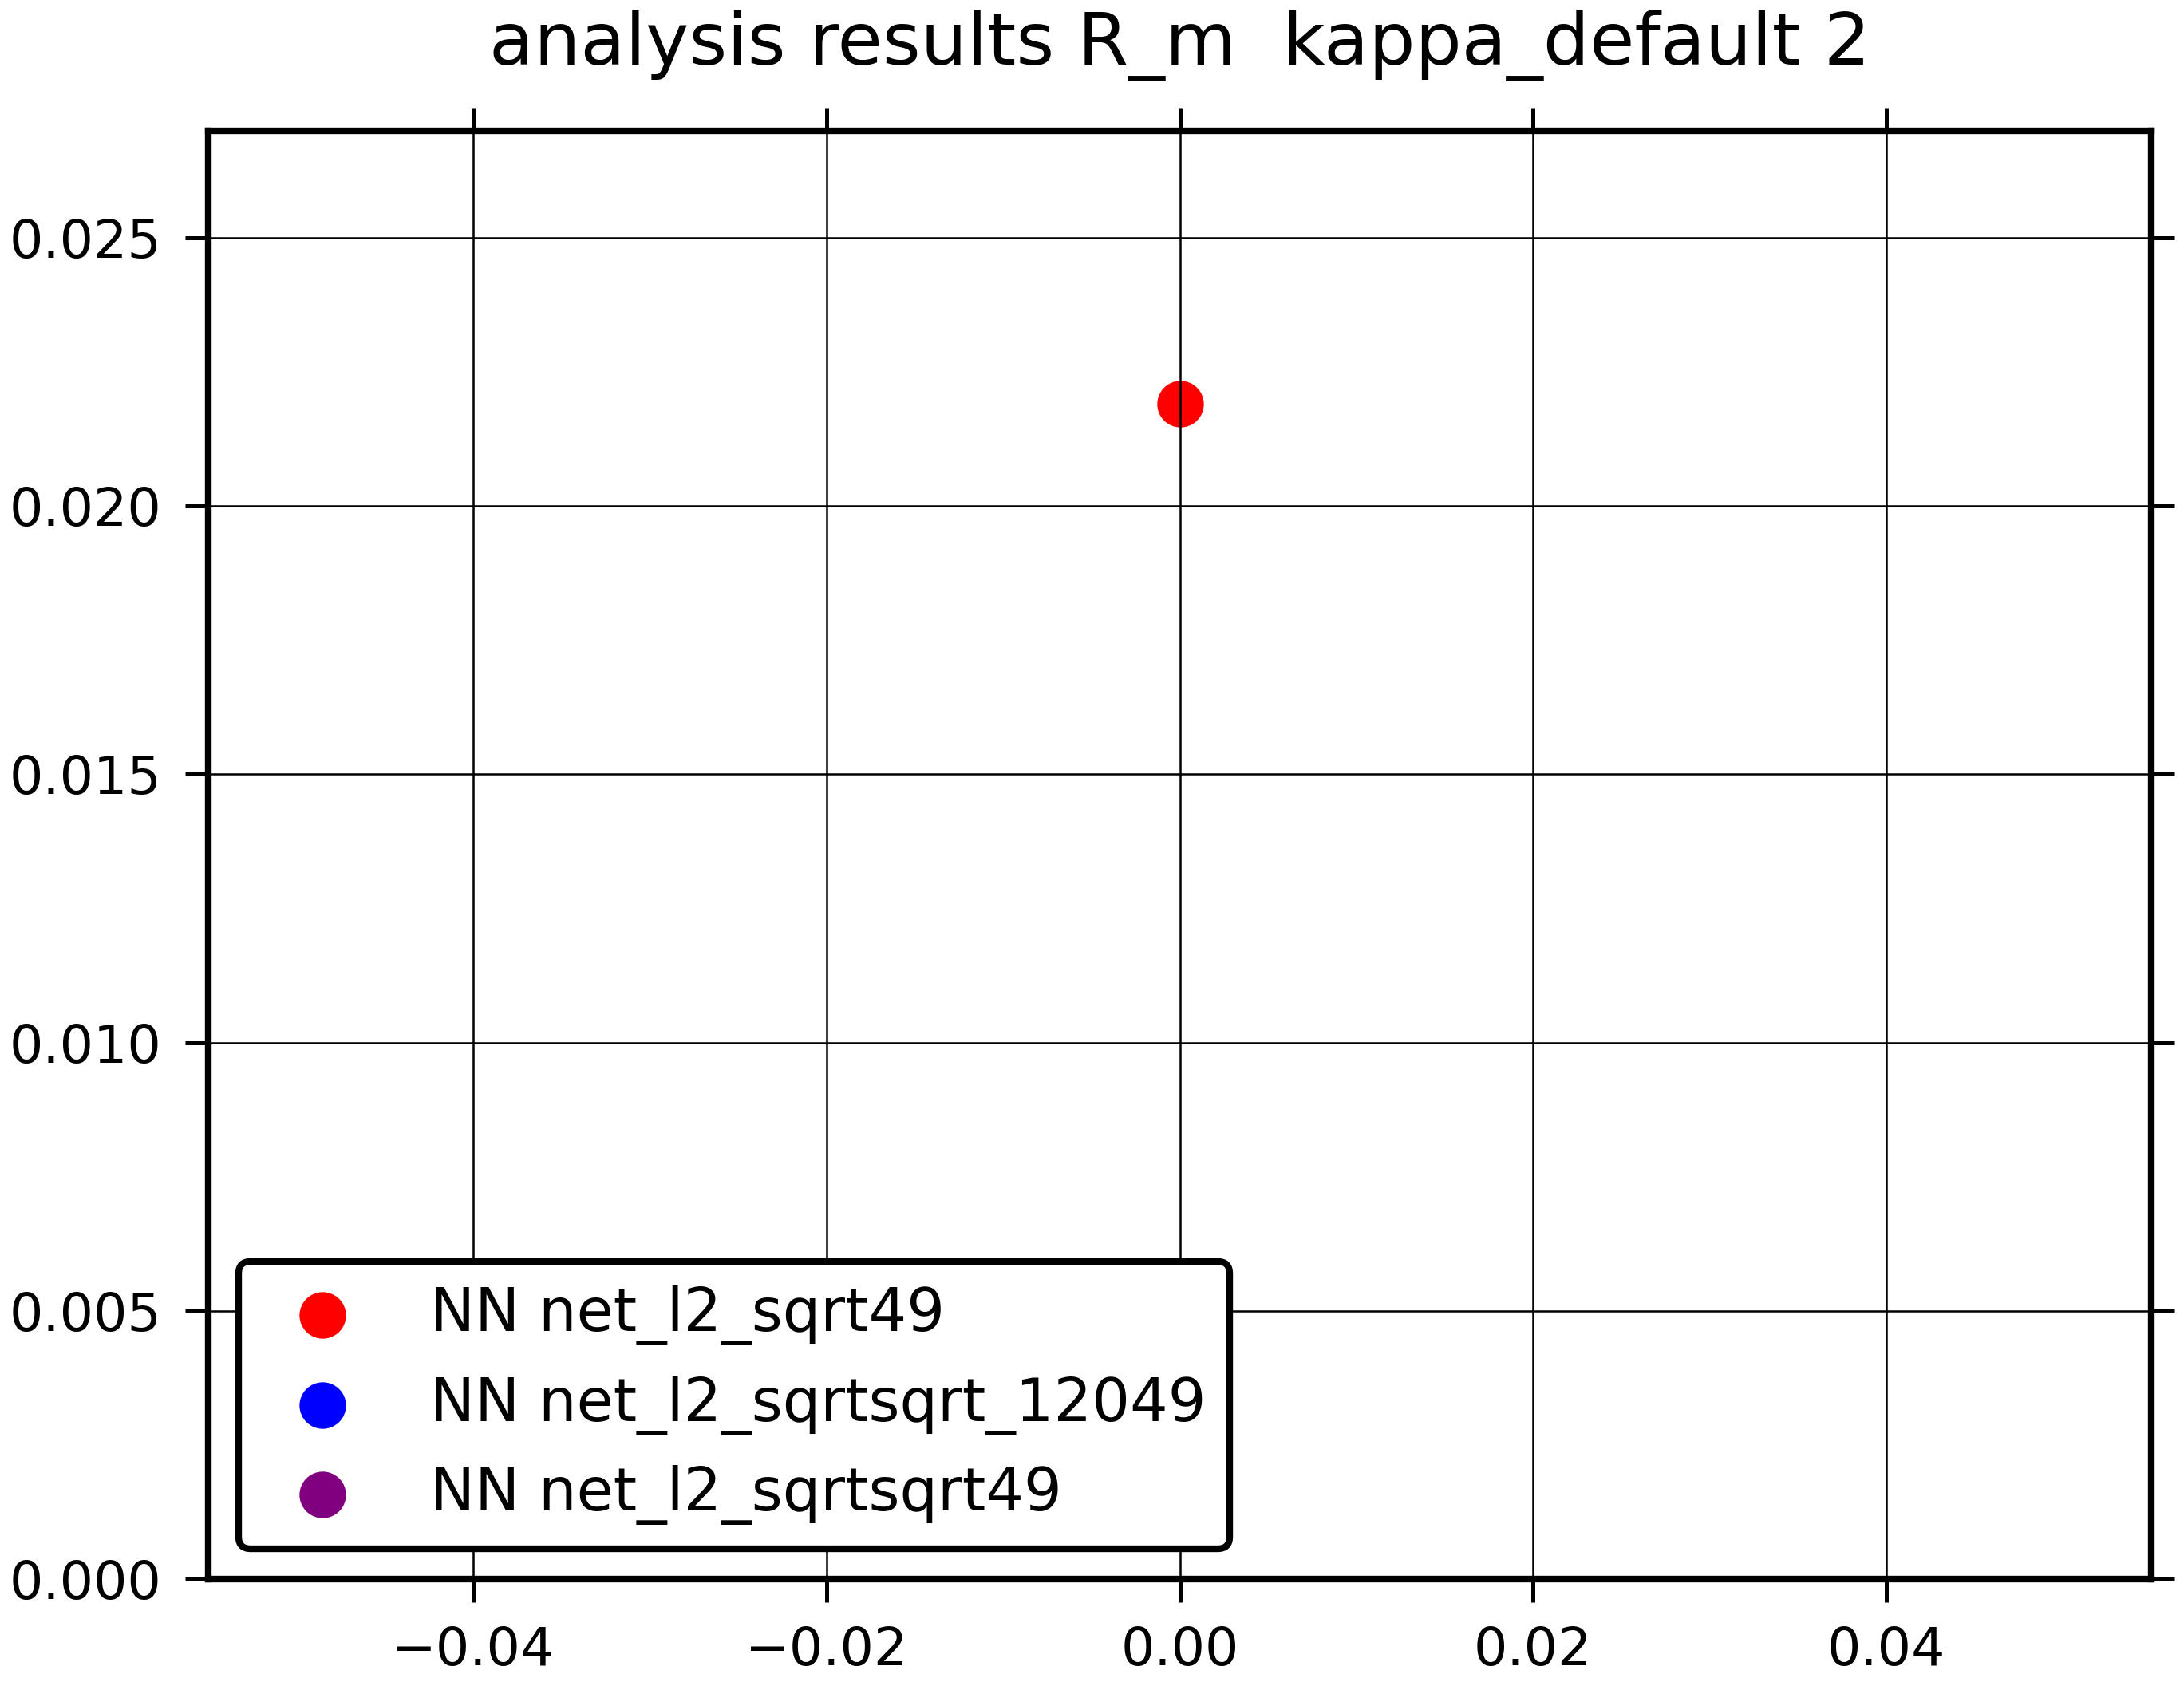 analysis results R_m  kappa_default 2
0.025
0.020
0.015
0.010
0.005
0.000
NN net_l2_sqrt49
NN net_l2_sqrtsqrt_12049
NN net_l2_sqrtsqrt49
−0.04 −0.02 0.00 0.02 0.04